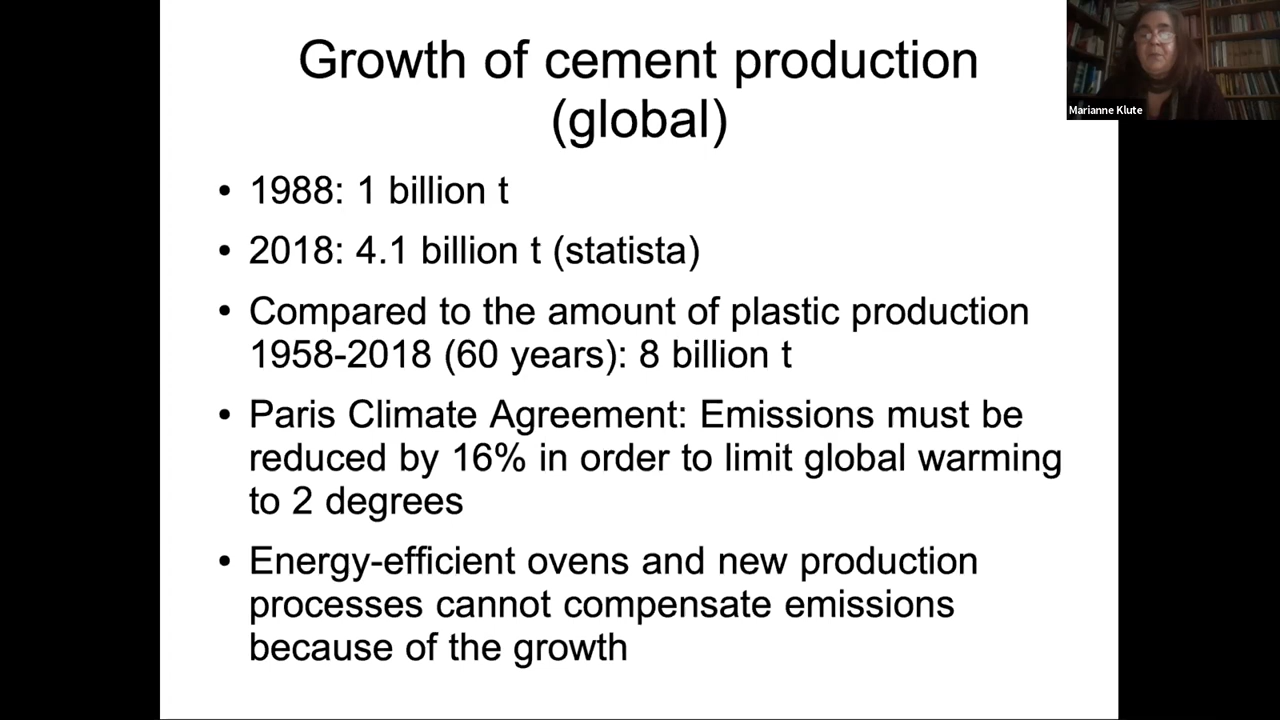 Growth of cement production
(global)
• 1988: 1 billion t
• 2018: 4.1 billion t (statista)
• Compared to the amount of plastic production
1958-2018 (60 years): 8 billion t
• Paris Climate Agreement: Emissions must be
reduced by 16% in order to limit global warming
to 2 degrees
• Energy-efficient ovens and new production
processes cannot compensate emissions
because of the growth
Marianne Klute